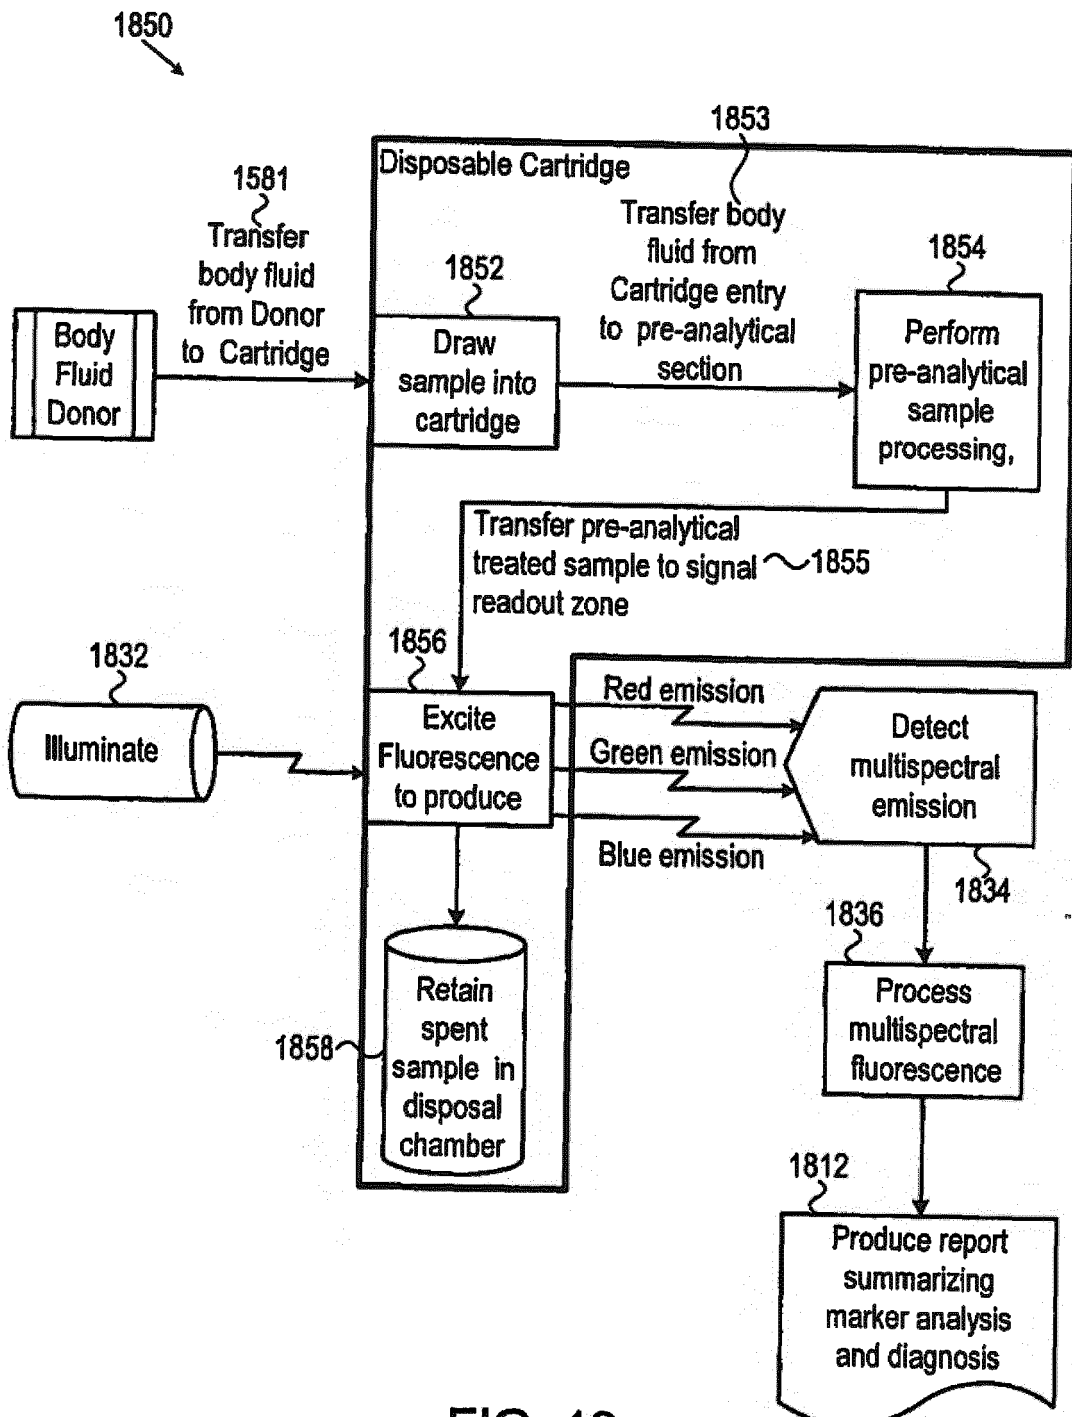 1850
1853
Disposable Cartridge
1581
Transfer
body fluid
from Donor
to Cartridge
Transfer body
fluid from
Cartridge entry
to pre-analytical
section
1852
1854
Body
Fluid
Donor
Draw
sample into
cartridge
Perform
pre-analytical
sample
processing,
Transfer pre-analytical
treated sample to signal
readout zone
1855
1832
1856
Illuminate
Excite
Fluorescence
to produce
Red emission
Green emission
Blue emission
Detect
multispectral
emission
1834
1836
Retain
spent
sample in
disposal
chamber
1858
Process
multispectral
fluorescence
1812
Produce report
summarizing
marker analysis
and diagnosis